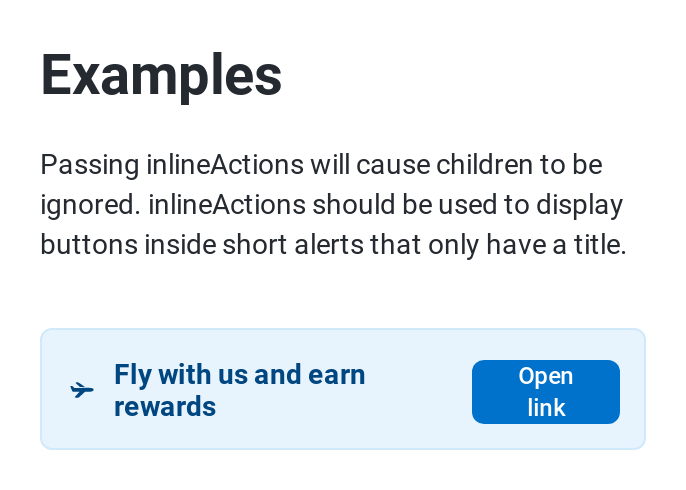 Examples
Passing inlineActions will cause children to be
ignored. inlineActions should be used to display
buttons inside short alerts that only have a title.
Fly with us and earn
rewards
Open
link